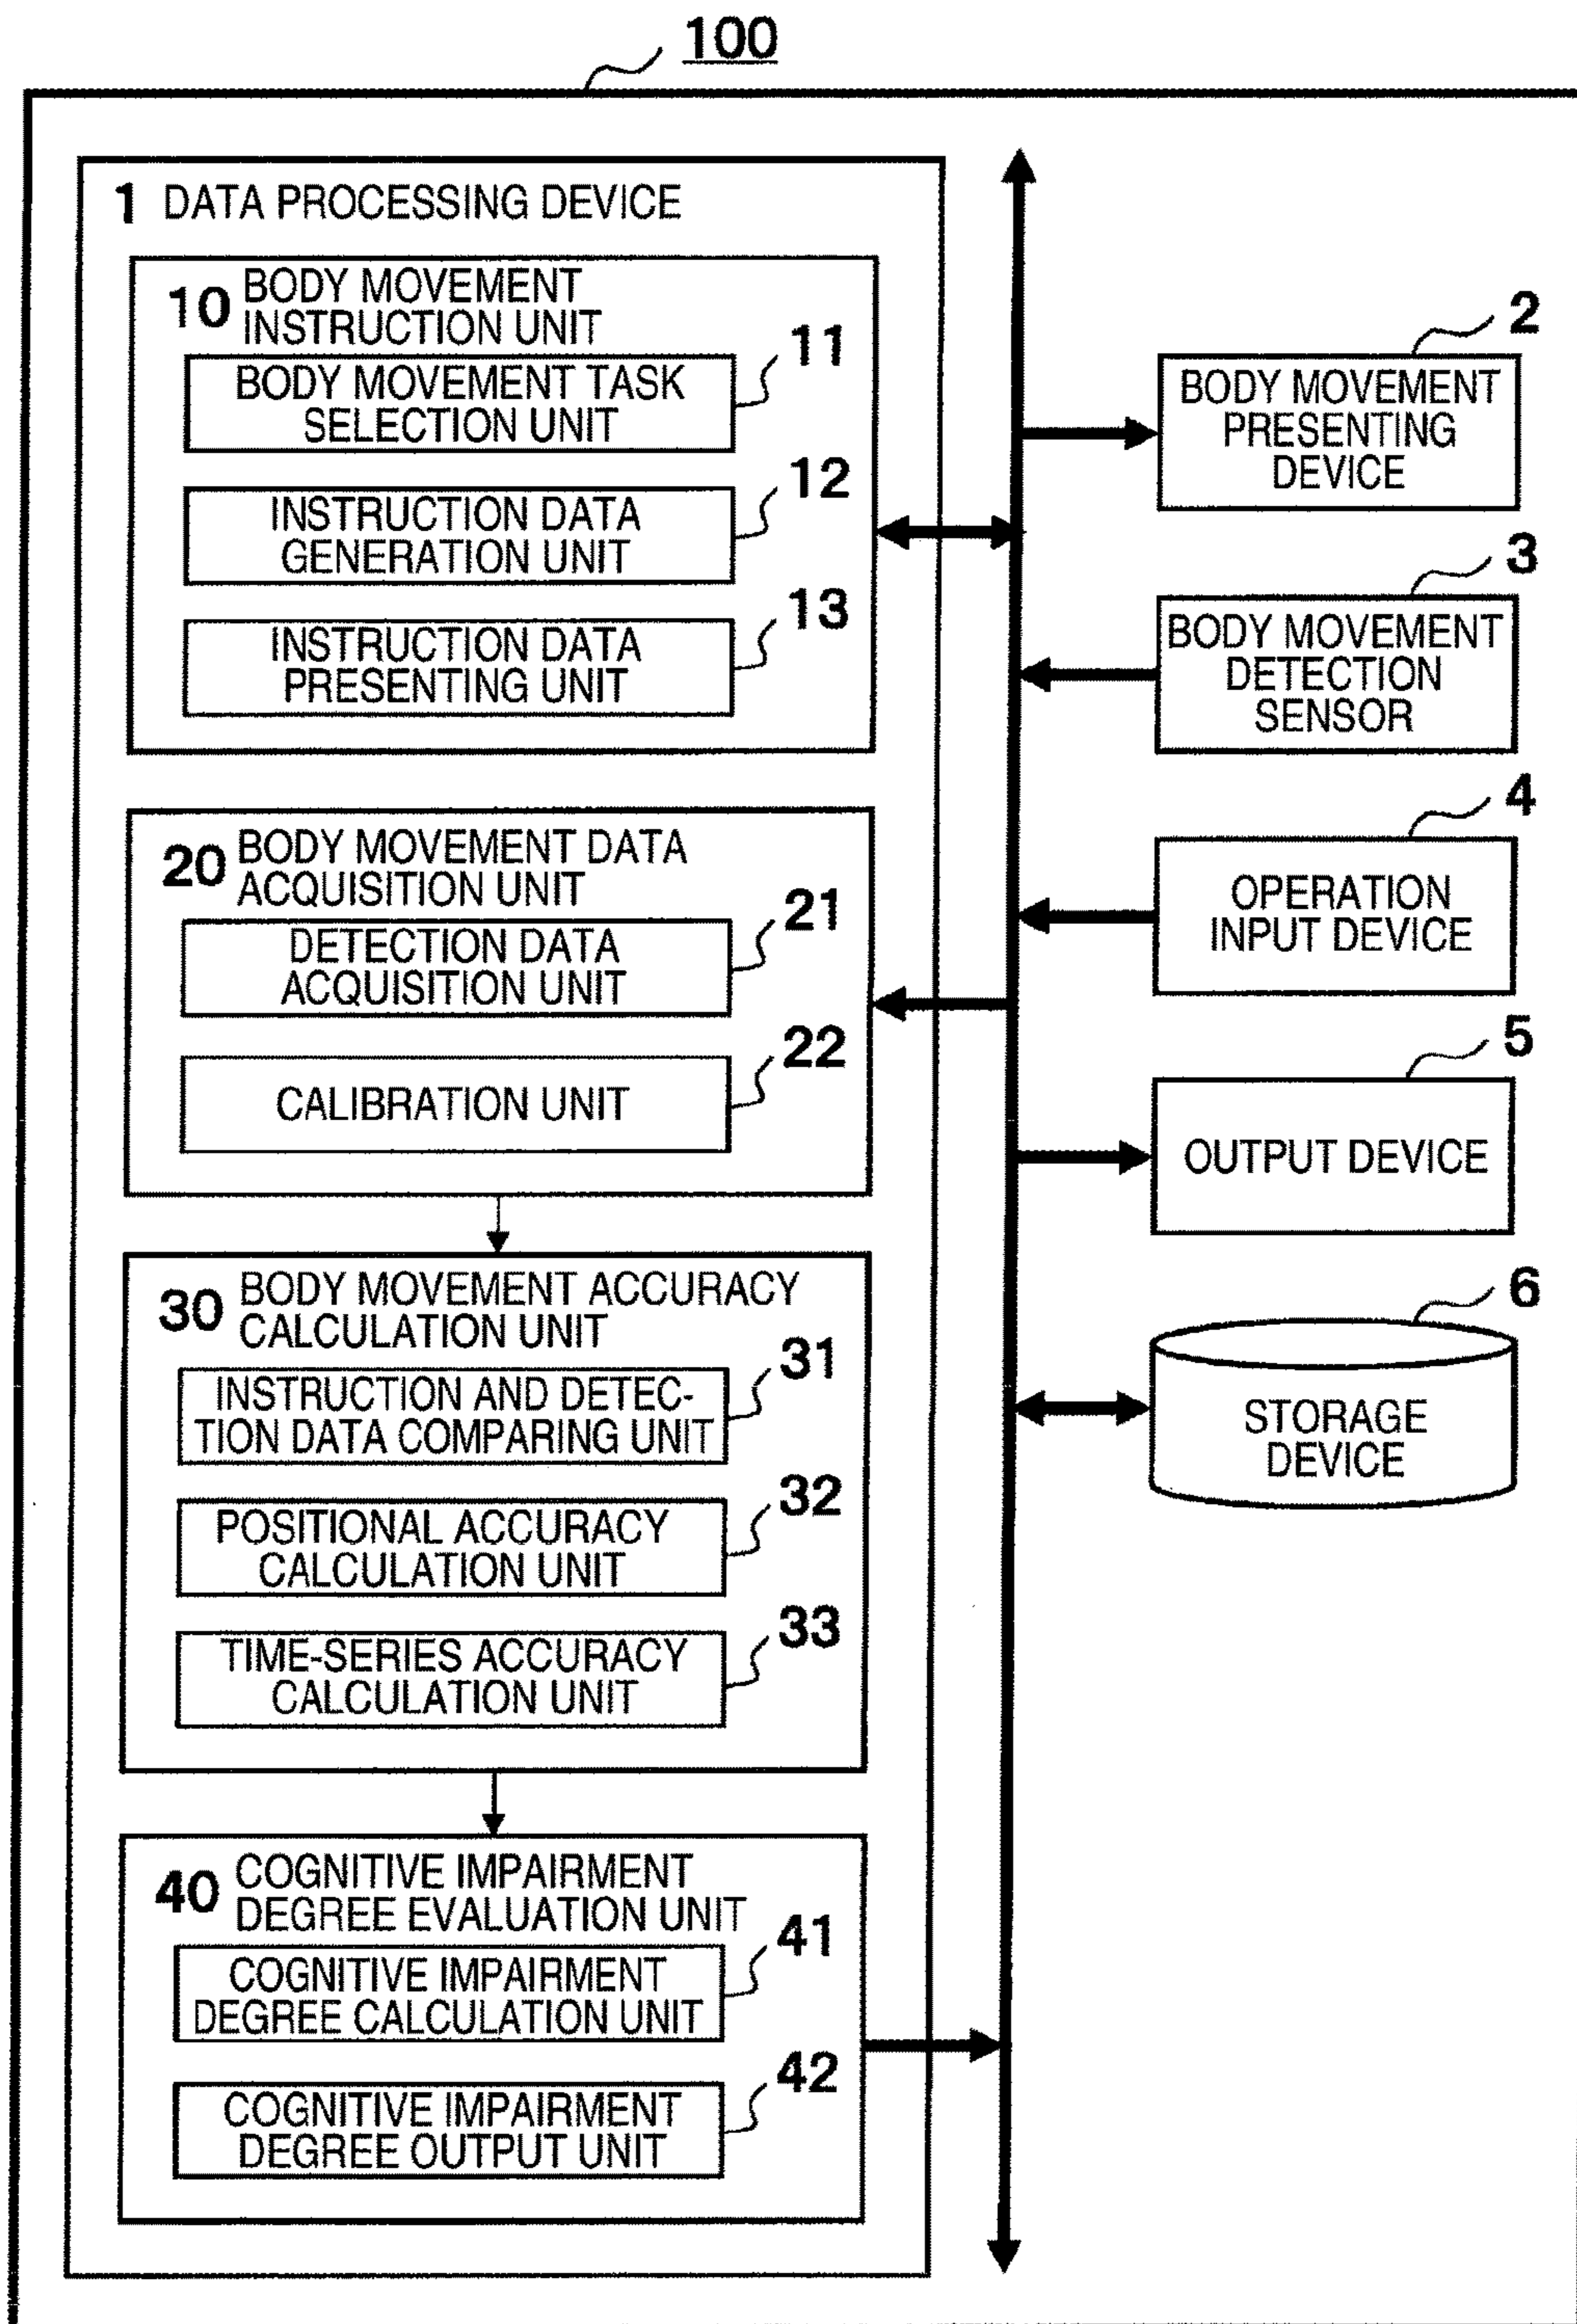 100
1 DATA PROCESSING DEVICE
10 BODY MOVEMENT
INSTRUCTION UNIT
11
BODY MOVEMENT TASK
SELECTION UNIT
12
INSTRUCTION DATA
GENERATION UNIT
13
INSTRUCTION DATA
PRESENTING UNIT
20 BODY MOVEMENT DATA
ACQUISITION UNIT
21
DETECTION DATA
ACQUISITION UNIT
22
CALIBRATION UNIT
30 BODY MOVEMENT ACCURACY
CALCULATION UNIT
31
INSTRUCTION AND DETEC-
TION DATA COMPARING UNIT
32
POSITIONAL ACCURACY
CALCULATION UNIT
33
TIME-SERIES ACCURACY
CALCULATION UNIT
40 COGNITIVE IMPAIRMENT
DEGREE EVALUATION UNIT
41
COGNITIVE IMPAIRMENT
DEGREE CALCULATION UNIT
42
COGNITIVE IMPAIRMENT
DEGREE OUTPUT UNIT
2
BODY MOVEMENT
PRESENTING
DEVICE
3
BODY MOVEMENT
DETECTION
SENSOR
4
OPERATION
INPUT DEVICE
5
OUTPUT DEVICE
6
STORAGE
DEVICE